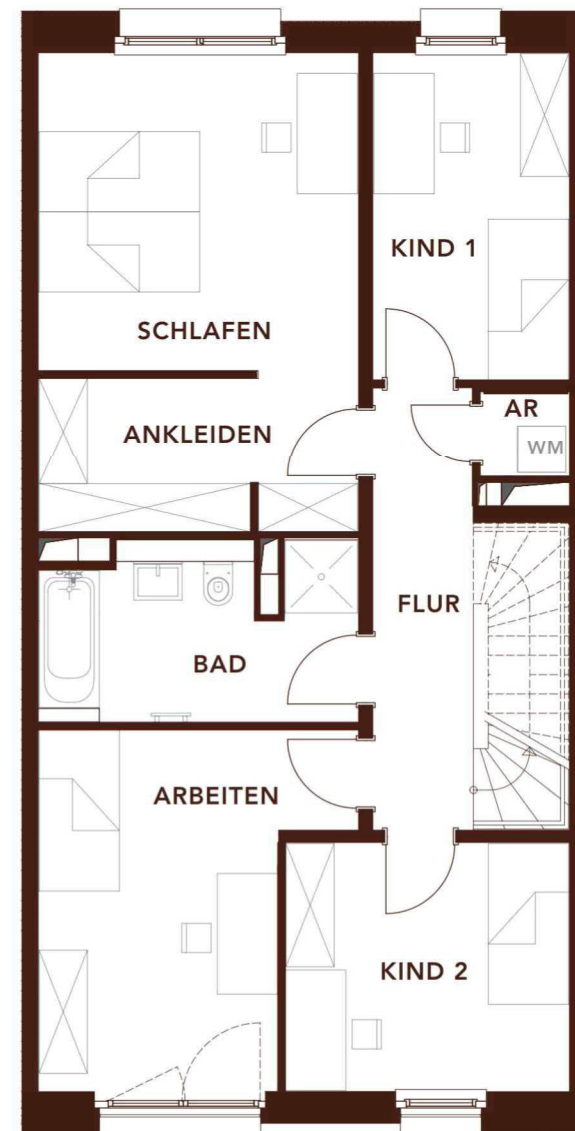 KIND 1
SCHLAFEN
AR
ANKLEIDEN
WM
FLUR
BAD
ARBEITEN
KIND 2